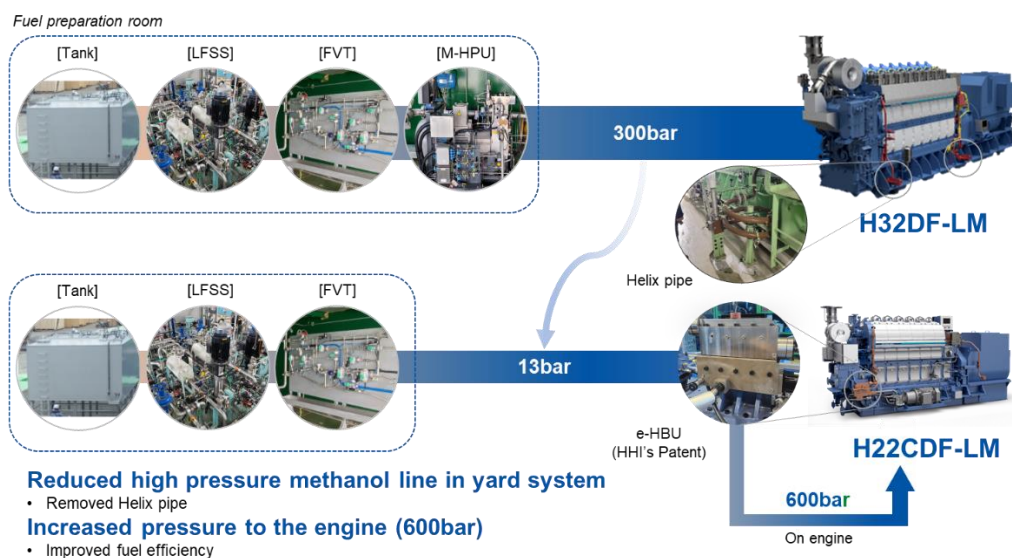 Fuel preparation room
[Tank]
[LFSS]
[FVT]
[M-HPU]
300bar
H32DF-LM
Helix pipe
[Tank]
[LFSS]
[FVT]
13bar
e-HBU
(HHI's Patent)
H22CDF-LM
600bar
On engine
Reduced high pressure methanol line in yard system
• Removed Helix pipe
Increased pressure to the engine (600bar)
• Improved fuel efficiency